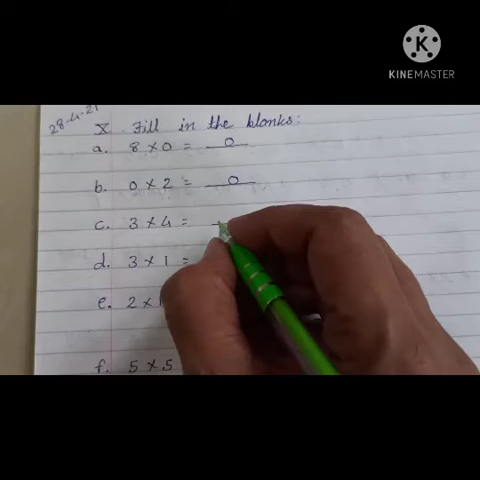 KINEMASTER
28-4-21
X. Fill in the blanks:
a. 8 × 0 = 0
b. 0 × 2 = 0
c. 3 × 4 =
d. 3 × 1 =
e. 2 × 1
f. 5 × 5